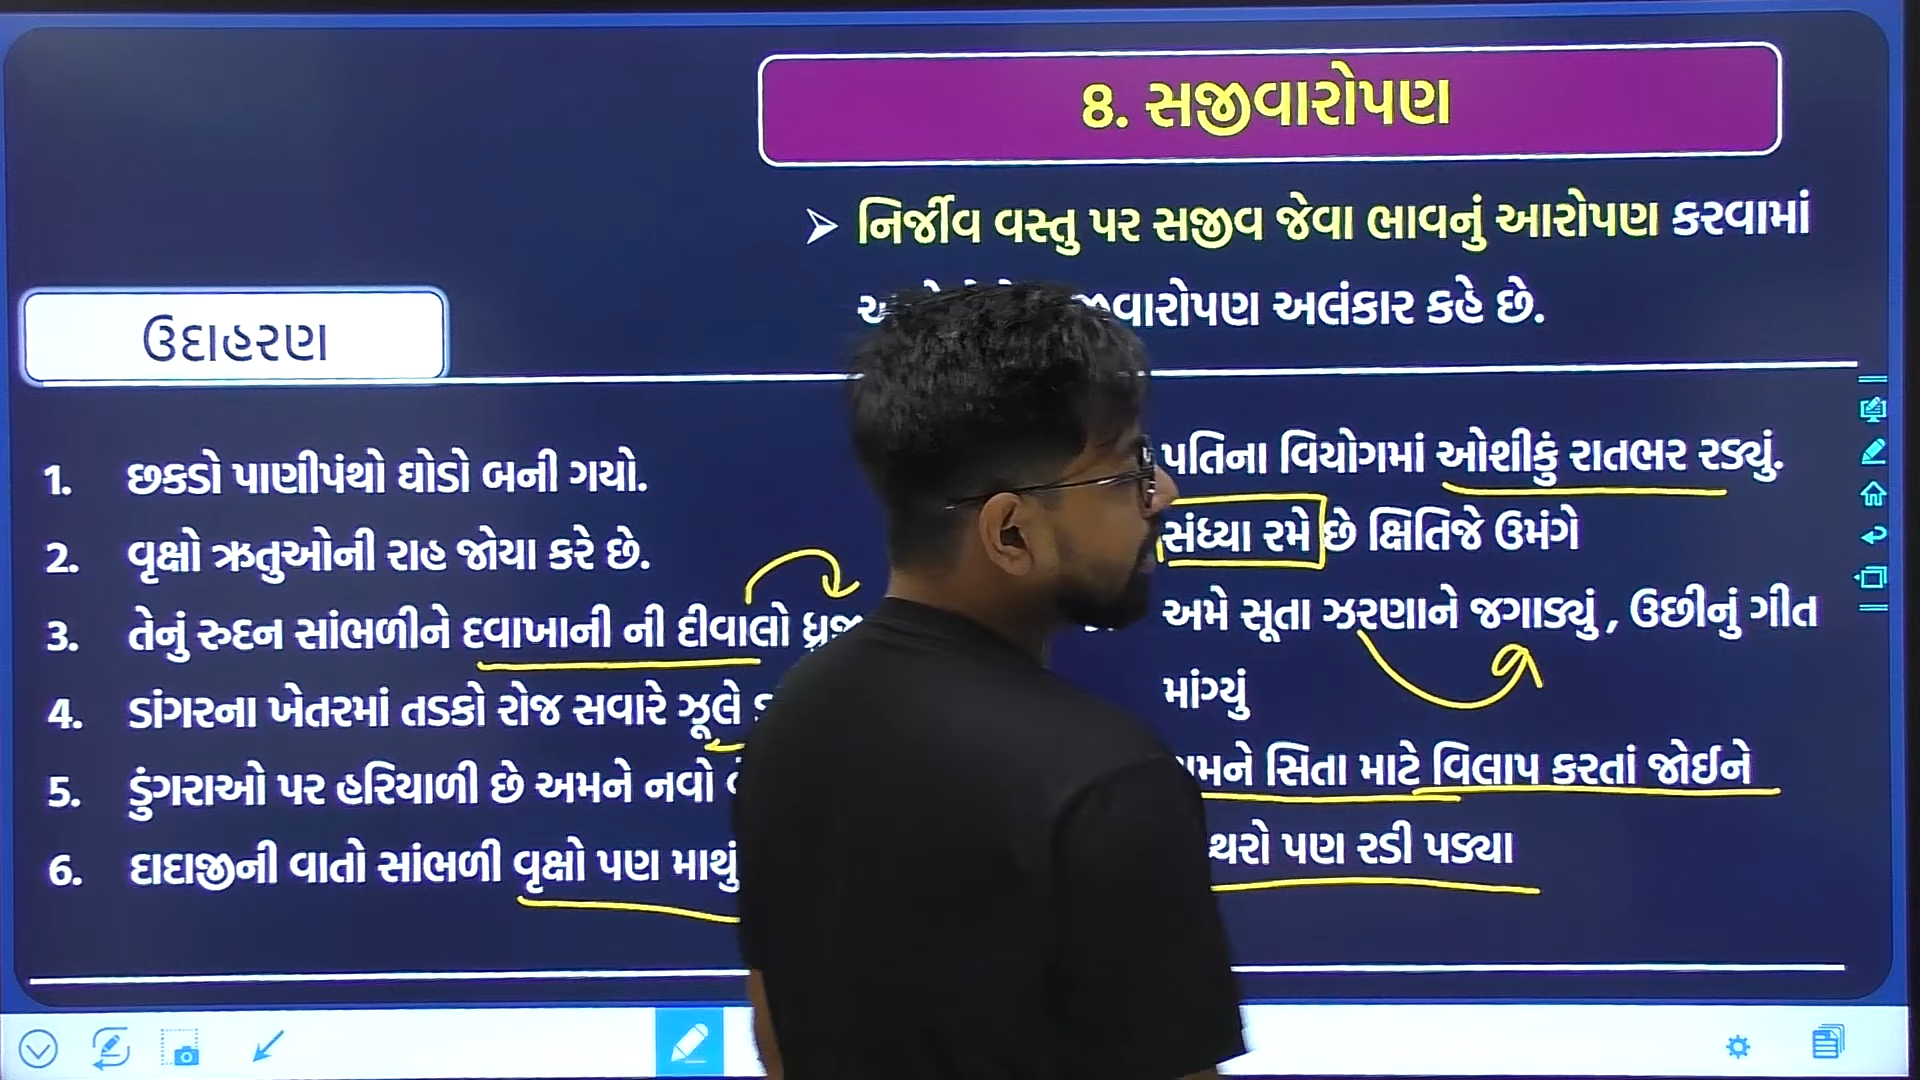 8. સજીવારોપણ
➢ નિર્જીવ વસ્તુ પર સજીવ જેવા ભાવનું આરોપણ કરવામાં
અલંકાર કહે છે.
ઉદાહરણ
1. છકડો પાણીપંથો ઘોડો બની ગયો.
2. વૃક્ષો ઋતુઓની રાહ જોયા કરે છે.
3. તેનું રુદન સાંભળીને દવાખાની ની દીવાલો
4. ડાંગરના ખેતરમાં તડકો રોજ સવારે ઝૂલે
5. ડુંગરાઓ પર હરિયાળી છે અમને નવો
6. દાદાજીની વાતો સાંભળી વૃક્ષો પણ માથું
પતિના વિયોગમાં ઓશીકું રાતભર રડ્યું.
સંધ્યા રમે છે ક્ષિતિજે ઉમંગે
અમે સૂતા ઝરણાને જગાડ્યું , ઉછીનું ગીત
માંગ્યું
સિતા માટે વિલાપ કરતાં જોઈને
પણ રડી પડ્યા